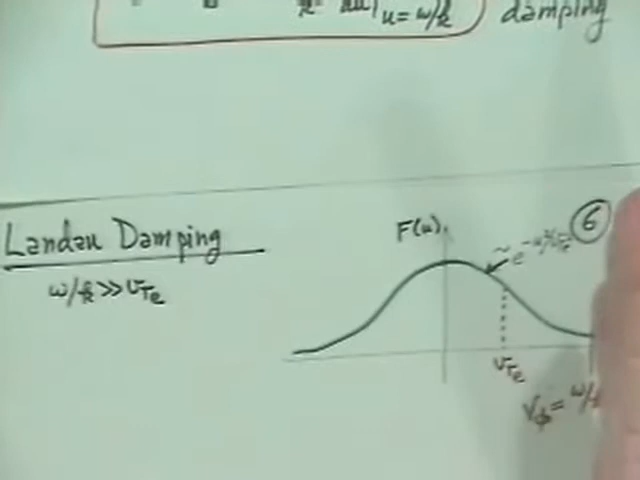 u = ω/k damping
Landau Damping
ω/k >> v_Te
F(u)
6
~ e^-u²/v_Te²
v_Te
V_φ = ω/